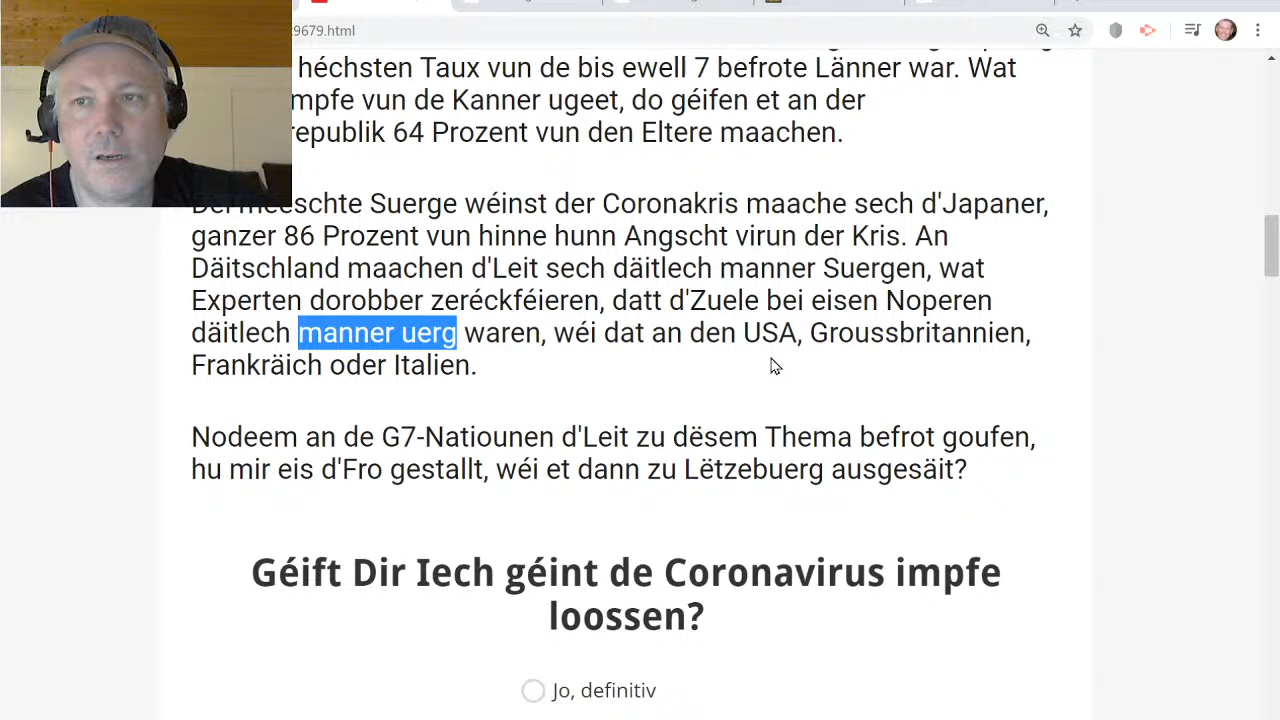 9679.html
héchsten Taux vun de bis ewell 7 befrote Länner war. Wat
mpfe vun de Kanner ugeet, do géifen et an der
republik 64 Prozent vun den Eltere maachen.
Déi meeschte Suerge wéinst der Coronakris maache sech d'Japaner,
ganzer 86 Prozent vun hinne hunn Angscht virun der Kris. An
Däitschland maachen d'Leit sech däitlech manner Suergen, wat
Experten dorobber zeréckféieren, datt d'Zuele bei eisen Noperen
däitlech manner uerg waren, wéi dat an den USA, Groussbritannien,
Frankräich oder Italien.
Nodeem an de G7-Natiounen d'Leit zu dësem Thema befrot goufen,
hu mir eis d'Fro gestallt, wéi et dann zu Lëtzebuerg ausgesäit?
Géift Dir Iech géint de Coronavirus impfe
loossen?
Jo, definitiv